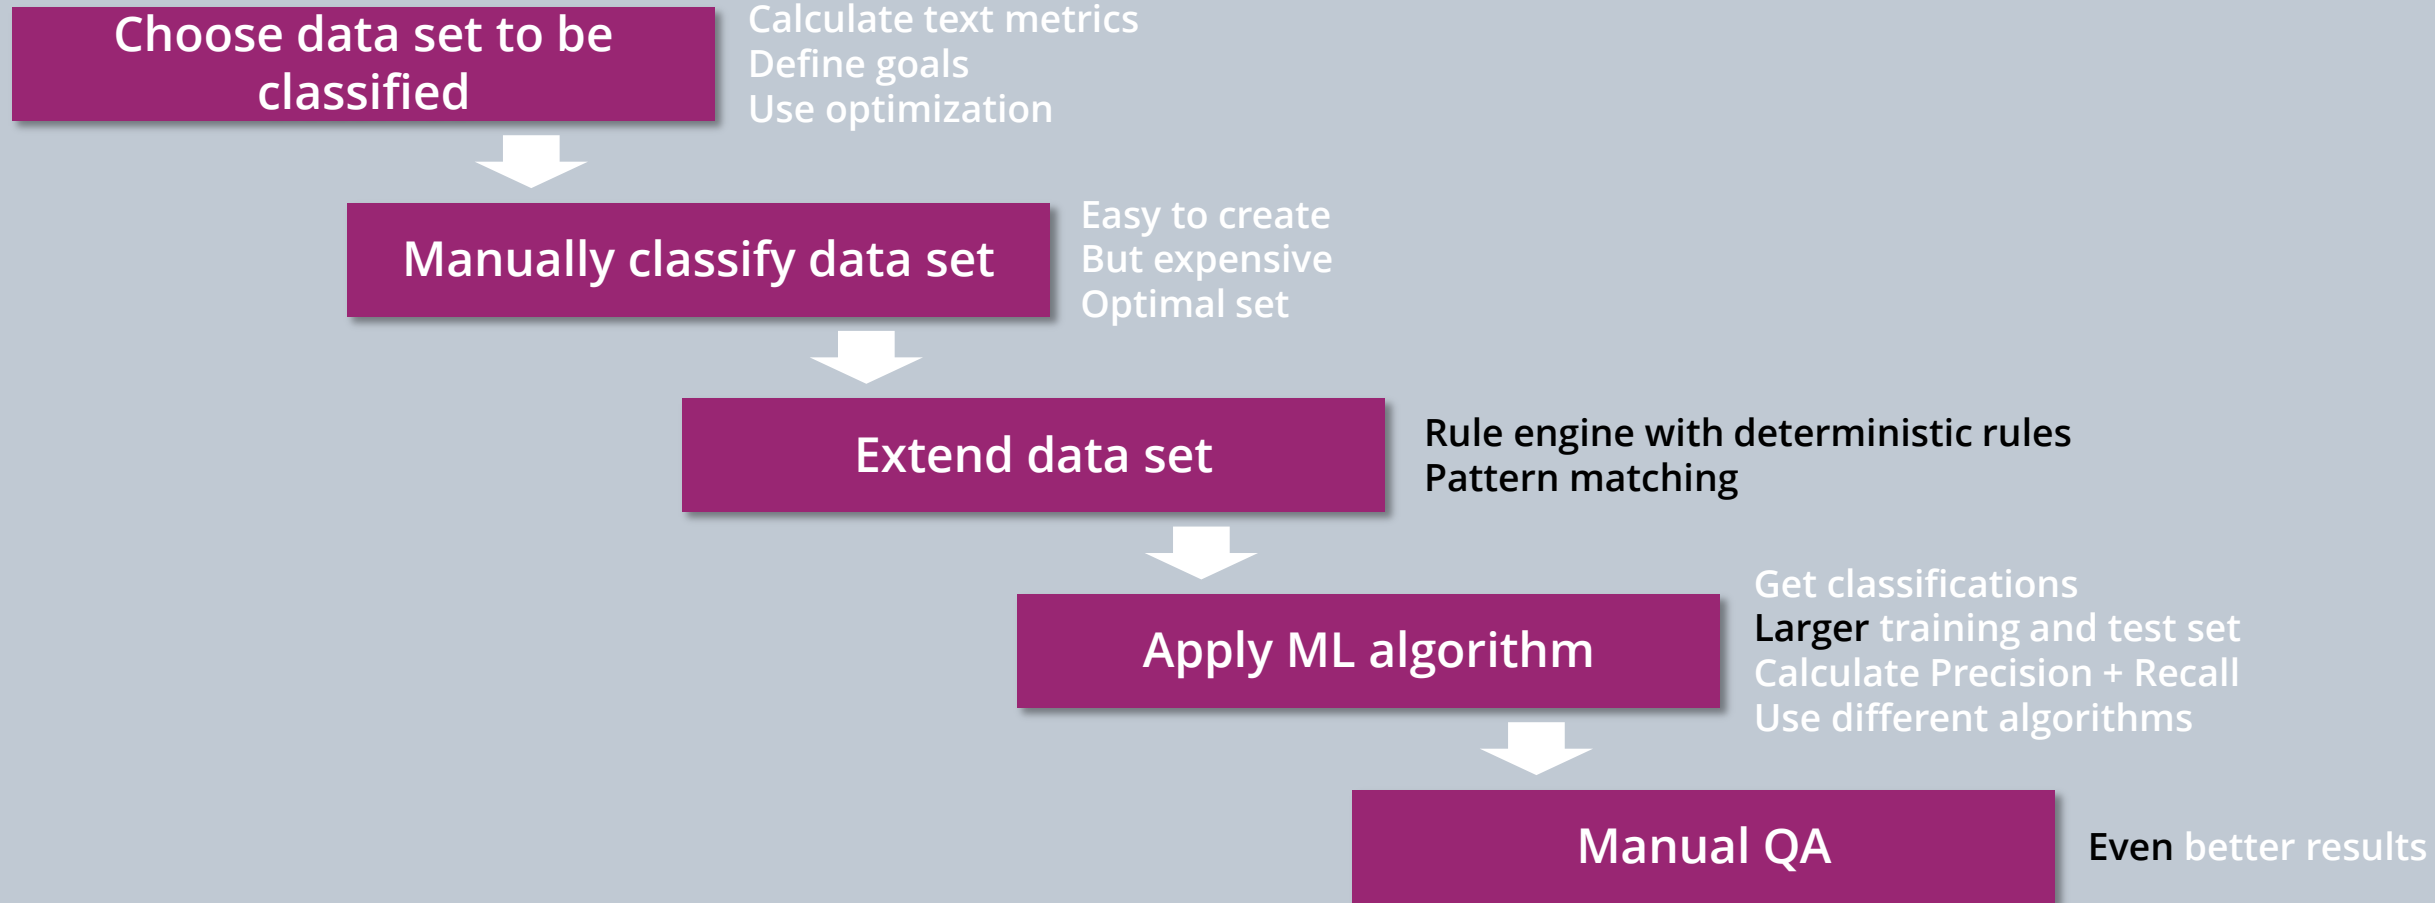 Choose data set to be
classified
Calculate text metrics
Define goals
Use optimization
Manually classify data set
Easy to create
But expensive
Optimal set
Extend data set
Rule engine with deterministic rules
Pattern matching
Apply ML algorithm
Get classifications
Larger training and test set
Calculate Precision + Recall
Use different algorithms
Manual QA
Even better results